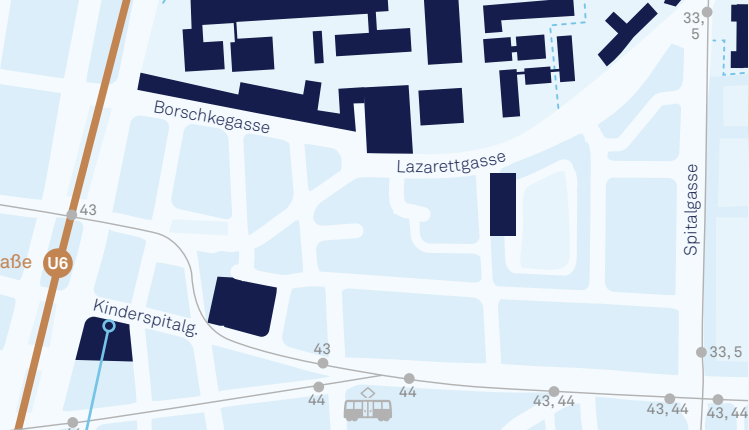 33,
5
Borschkegasse
Lazarettgasse
Spitalgasse
43
aße
U6
Kinderspitalg.
43
33, 5
44
44
43, 44
43, 44
43, 44